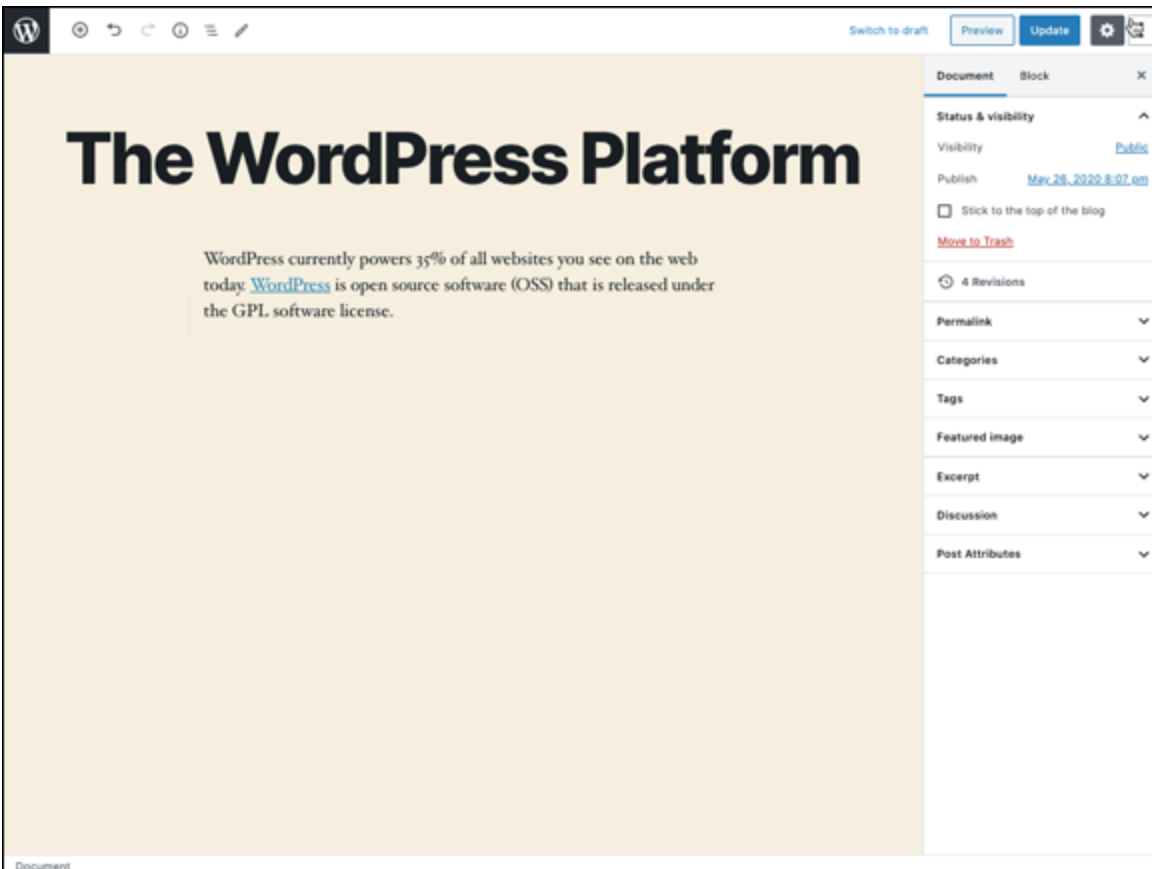 Switch to draft Preview Update
Document Block
Status & visibility
Visibility Public
Publish May 26, 2020 8:07 pm
Stick to the top of the blog
Move to Trash
4 Revisions
Permalink
Categories
Tags
Featured image
Excerpt
Discussion
Post Attributes
The WordPress Platform
WordPress currently powers 35% of all websites you see on the web
today. WordPress is open source software (OSS) that is released under
the GPL software license.
Document